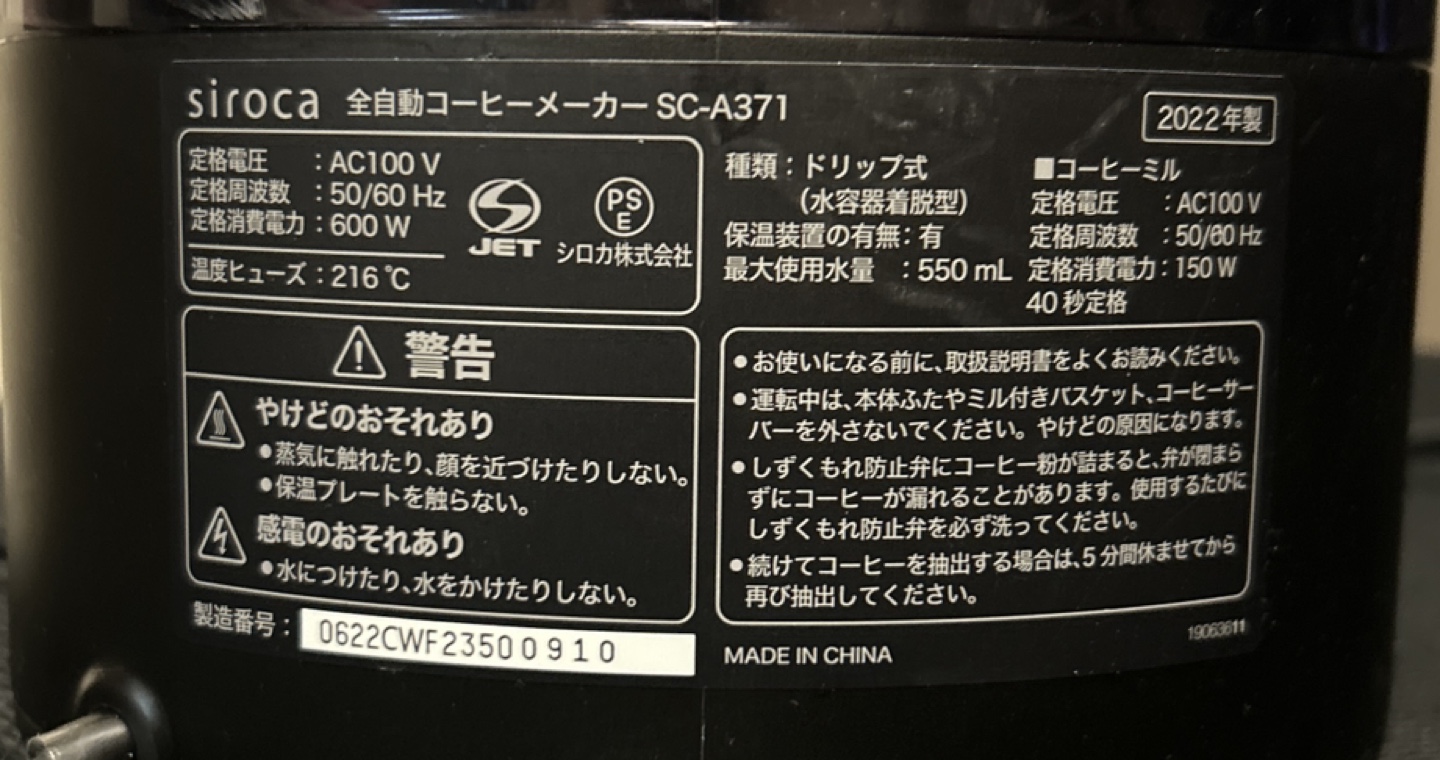 siroca 全自動コーヒーメーカー SC-A371
2022年製
定格電圧 : AC100 V
定格周波数 : 50/60 Hz
定格消費電力 : 600 W
温度ヒューズ : 216 ℃
JET
PS
E
シロカ株式会社
種類 : ドリップ式
(水容器着脱型)
保温装置の有無 : 有
最大使用水量 : 550 mL
■コーヒーミル
定格電圧 : AC100 V
定格周波数 : 50/60 Hz
定格消費電力 : 150 W
40 秒定格
警告
やけどのおそれあり
●蒸気に触れたり、顔を近づけたりしない。
●保温プレートを触らない。
感電のおそれあり
●水につけたり、水をかけたりしない。
製造番号 : 0622CWF23500910
●お使いになる前に、取扱説明書をよくお読みください。
●運転中は、本体ふたやミル付きバスケット、コーヒーサー
バーを外さないでください。やけどの原因になります。
●しずくもれ防止弁にコーヒー粉が詰まると、弁が閉まら
ずにコーヒーが漏れることがあります。使用するたびに
しずくもれ防止弁を必ず洗ってください。
●続けてコーヒーを抽出する場合は、5 分間休ませてから
再び抽出してください。
MADE IN CHINA
19063611